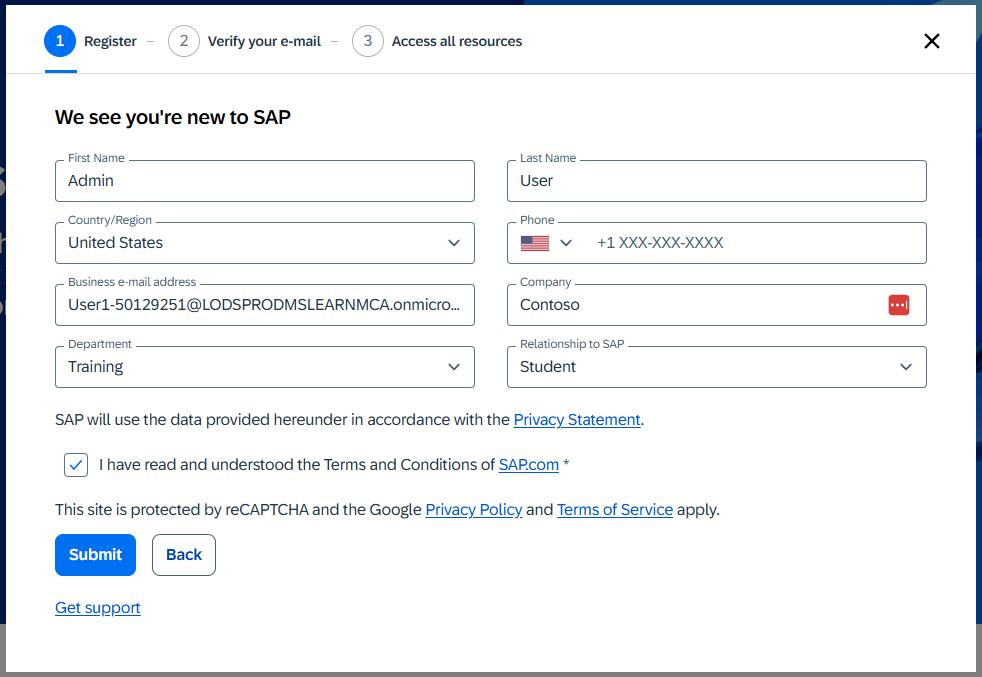 1 Register – 2 Verify your e-mail – 3 Access all resources
We see you're new to SAP
First Name
Admin
Last Name
User
Country/Region
United States
Phone
+1 XXX-XXX-XXXX
Business e-mail address
User1-50129251@LODSPRODMSLEARNMCA.onmicro...
Company
Contoso
Department
Training
Relationship to SAP
Student
SAP will use the data provided hereunder in accordance with the Privacy Statement.
I have read and understood the Terms and Conditions of SAP.com *
This site is protected by reCAPTCHA and the Google Privacy Policy and Terms of Service apply.
Submit
Back
Get support